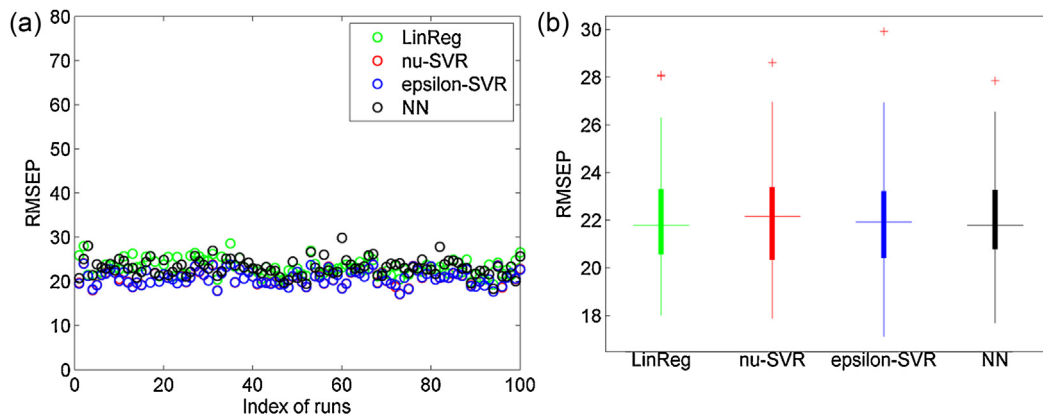 (a)
80
70
60
50
40
30
20
10
0
RMSEP
LinReg
nu-SVR
epsilon-SVR
NN
0 20 40 60 80 100
Index of runs
(b)
30
28
26
24
22
20
18
RMSEP
LinReg nu-SVR epsilon-SVR NN